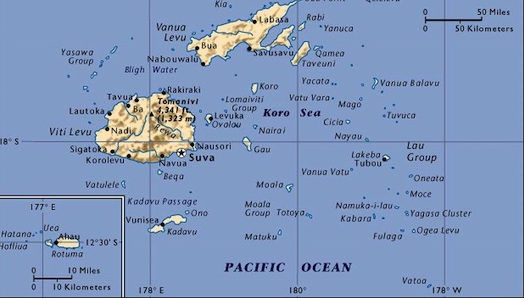 Kia
Labasa
Vanua
Levu
Rabi
Yanuca
50 Miles
50 Kilometers
Bua
Savusavu
Qamea
Taveuni
Nabouwalu
Yasawa
Group
Bligh Water
Yacata
Vanua Balavu
Rakiraki
Koro
Tavua
Tomanivi
4,341 ft
(1,323 m)
Lomaiviti
Group
Vatu Vara
Mago
Ba
Koro Sea
Lautoka
Levuka
Ovalau
Cicia
Tuvuca
Viti Levu
Nadi
Rewa
Nairai
Nayau
18° S
Sigatoka
Nausori
Gau
Lau
Group
Korolevu
Navua
Suva
Lakeba
Tubou
Beqa
Vanua Vatu
Oneata
Vatulele
Moala
Moce
177° E
Kadavu Passage
Namuka-i-lau
Ono
Moala
Group
Totoya
Yagasa Cluster
Vunisea
Kabara
Hatana
Uea
Kadavu
Ogea Levu
Ahau
12°30' S
Matuku
Fulaga
Hofliua
Rotuma
10 Miles
10 Kilometers
PACIFIC OCEAN
Vatoa
178° E
180°
178° W